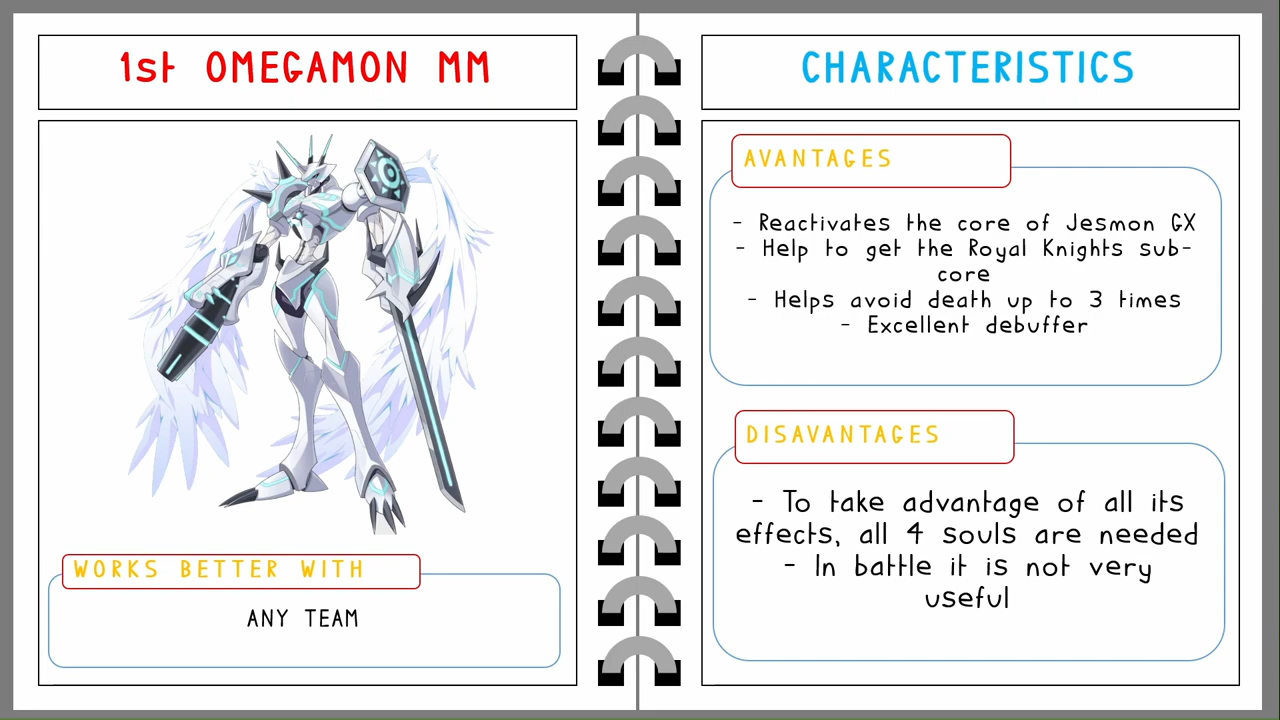 1st OMEGAMON MM
WORKS BETTER WITH
ANY TEAM
CHARACTERISTICS
AVANTAGES
- Reactivates the core of Jesmon GX
- Help to get the Royal Knights sub-
core
- Helps avoid death up to 3 times
- Excellent debuffer
DISAVANTAGES
- To take advantage of all its
effects, all 4 souls are needed
- In battle it is not very
useful